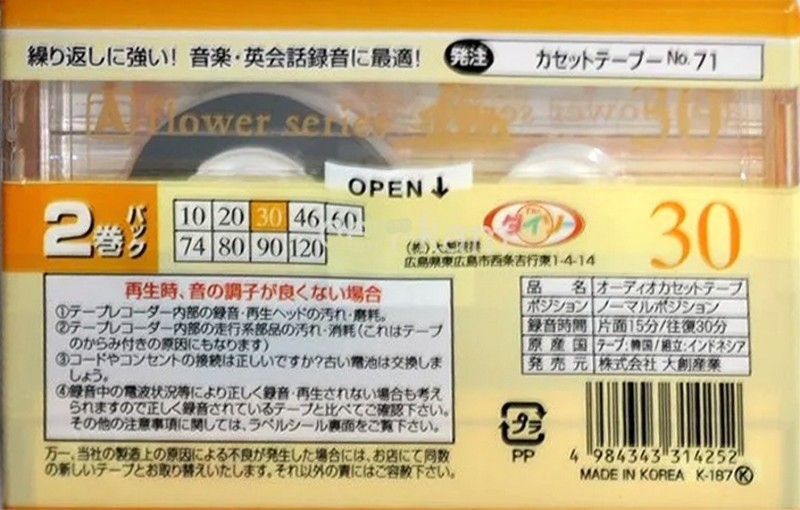 繰り返しに強い! 音楽・英会話録音に最適!
発注 カセットテープー No.71
flower series
30
OPEN ↓
2巻パック
10 20 30 46 60
74 80 90 120
ダイソー
30
(株)大創産業
広島県東広島市西条吉行東1-4-14
再生時、音の調子が良くない場合
①テープレコーダー内部の録音・再生ヘッドの汚れ・磨耗。
②テープレコーダー内部の走行系部品の汚れ・消耗(これはテープ
のからみ付きの原因にもなります)
③コードやコンセントの接続は正しいですか?古い電池は交換しま
しょう。
④録音中の電波状況等により正しく録音・再生されない場合も考え
られますので正しく録音されているテープと比べてご確認下さい。
その他の注意事項に関しては、ラベルシール裏面をご覧下さい。
万一、当社の製造上の原因による不良が発生した場合には、お店にて同数
の新しいテープとお取り替えいたします。それ以外の責にはご容赦下さい。
品名 オーディオカセットテープ
ポジション ノーマルポジション
録音時間 片面15分/往復30分
原産国 テープ:韓国/組立:インドネシア
発売元 株式会社 大創産業
プラ
PP
4 984343 314252
MADE IN KOREA K-187 Ⓚ